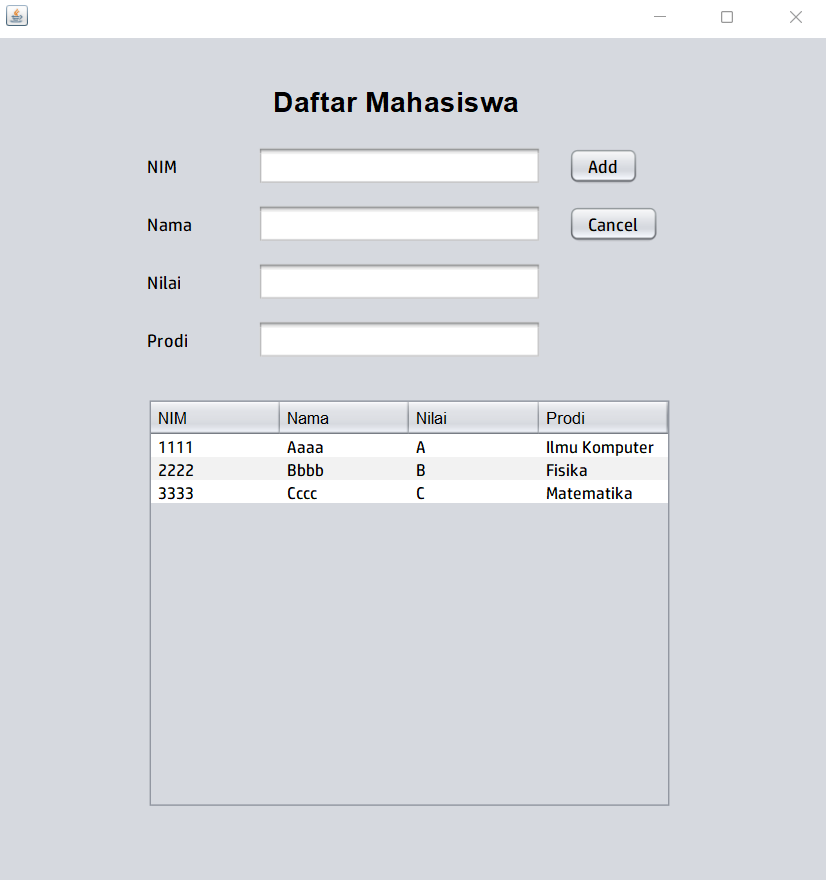 Daftar Mahasiswa
NIM Add
Nama Cancel
Nilai
Prodi
NIM Nama Nilai Prodi
1111 Aaaa A Ilmu Komputer
2222 Bbbb B Fisika
3333 Cccc C Matematika